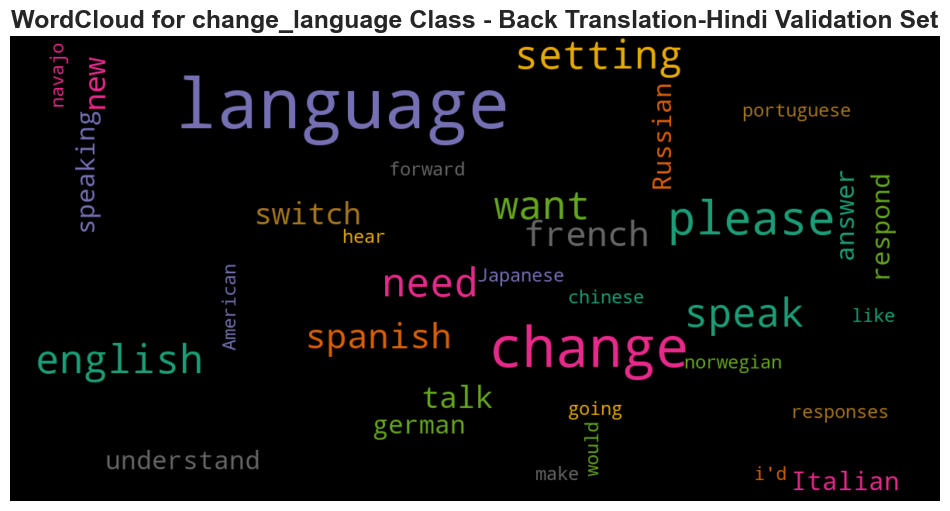 WordCloud for change_language Class - Back Translation-Hindi Validation Set
navajo
new
setting
language
Russian
portuguese
speaking
forward
want
please
answer
respond
switch
french
hear
need
Japanese
American
chinese
speak
like
spanish
change
english
norwegian
talk
going
responses
german
would
understand
make
i'd
Italian